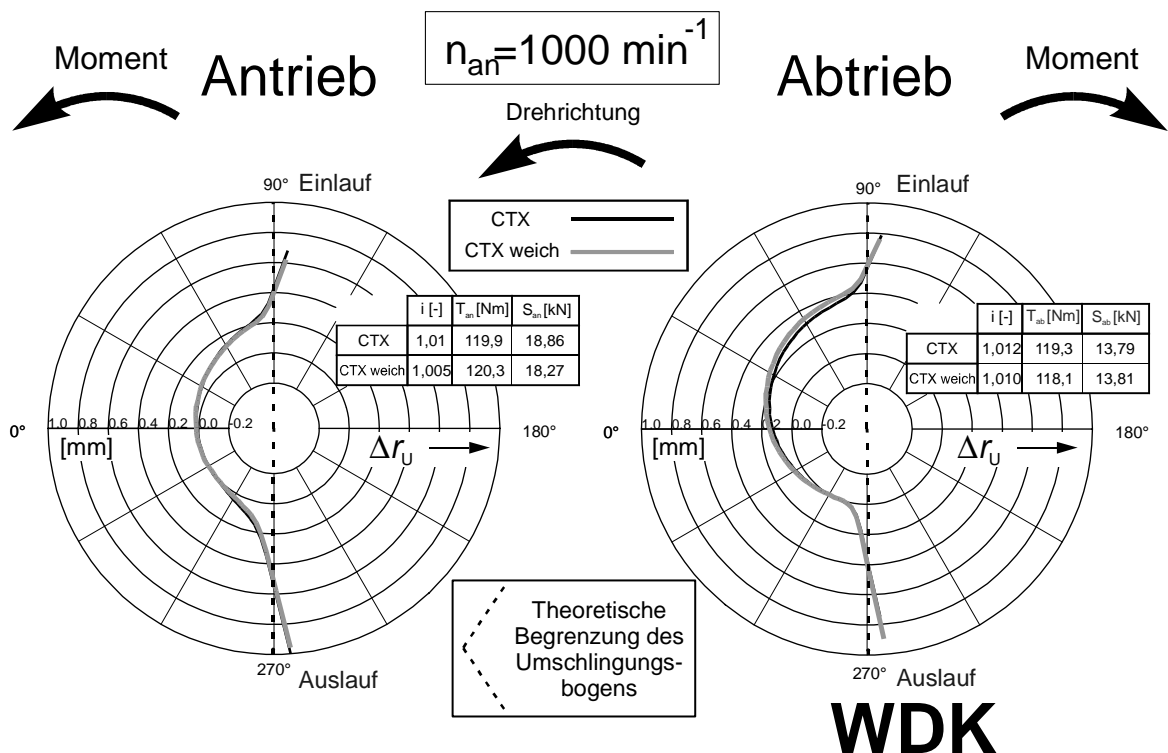 Moment
Antrieb
n_an=1000 min^-1
Abtrieb
Moment
Drehrichtung
90° Einlauf
90° Einlauf
CTX
CTX weich
i [-] T_an [Nm] S_an [kN]
CTX 1,01 119,9 18,86
CTX weich 1,005 120,3 18,27
i [-] T_ab [Nm] S_ab [kN]
CTX 1,012 119,3 13,79
CTX weich 1,010 118,1 13,81
0° 1.0 0.8 0.6 0.4 0.2 0.0 -0.2 180°
[mm] Δr_U
0° 1.0 0.8 0.6 0.4 0.2 0.0 -0.2 180°
[mm] Δr_U
Theoretische
Begrenzung des
Umschlingungs-
bogens
270° Auslauf
270° Auslauf
WDK